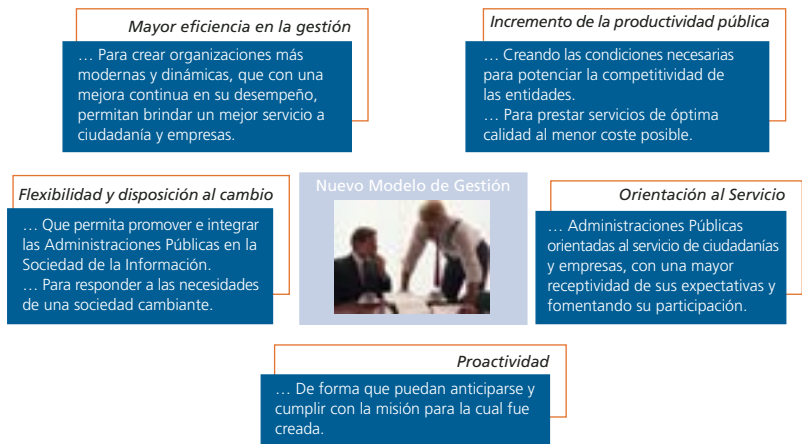 Mayor eficiencia en la gestión
… Para crear organizaciones más
modernas y dinámicas, que con una
mejora continua en su desempeño,
permitan brindar un mejor servicio a
ciudadanía y empresas.
Incremento de la productividad pública
… Creando las condiciones necesarias
para potenciar la competitividad de
las entidades.
… Para prestar servicios de óptima
calidad al menor coste posible.
Flexibilidad y disposición al cambio
… Que permita promover e integrar
las Administraciones Públicas en la
Sociedad de la Información.
… Para responder a las necesidades
de una sociedad cambiante.
Nuevo Modelo de Gestión
Orientación al Servicio
… Administraciones Públicas
orientadas al servicio de ciudadanías
y empresas, con una mayor
receptividad de sus expectativas y
fomentando su participación.
Proactividad
… De forma que puedan anticiparse y
cumplir con la misión para la cual fue
creada.